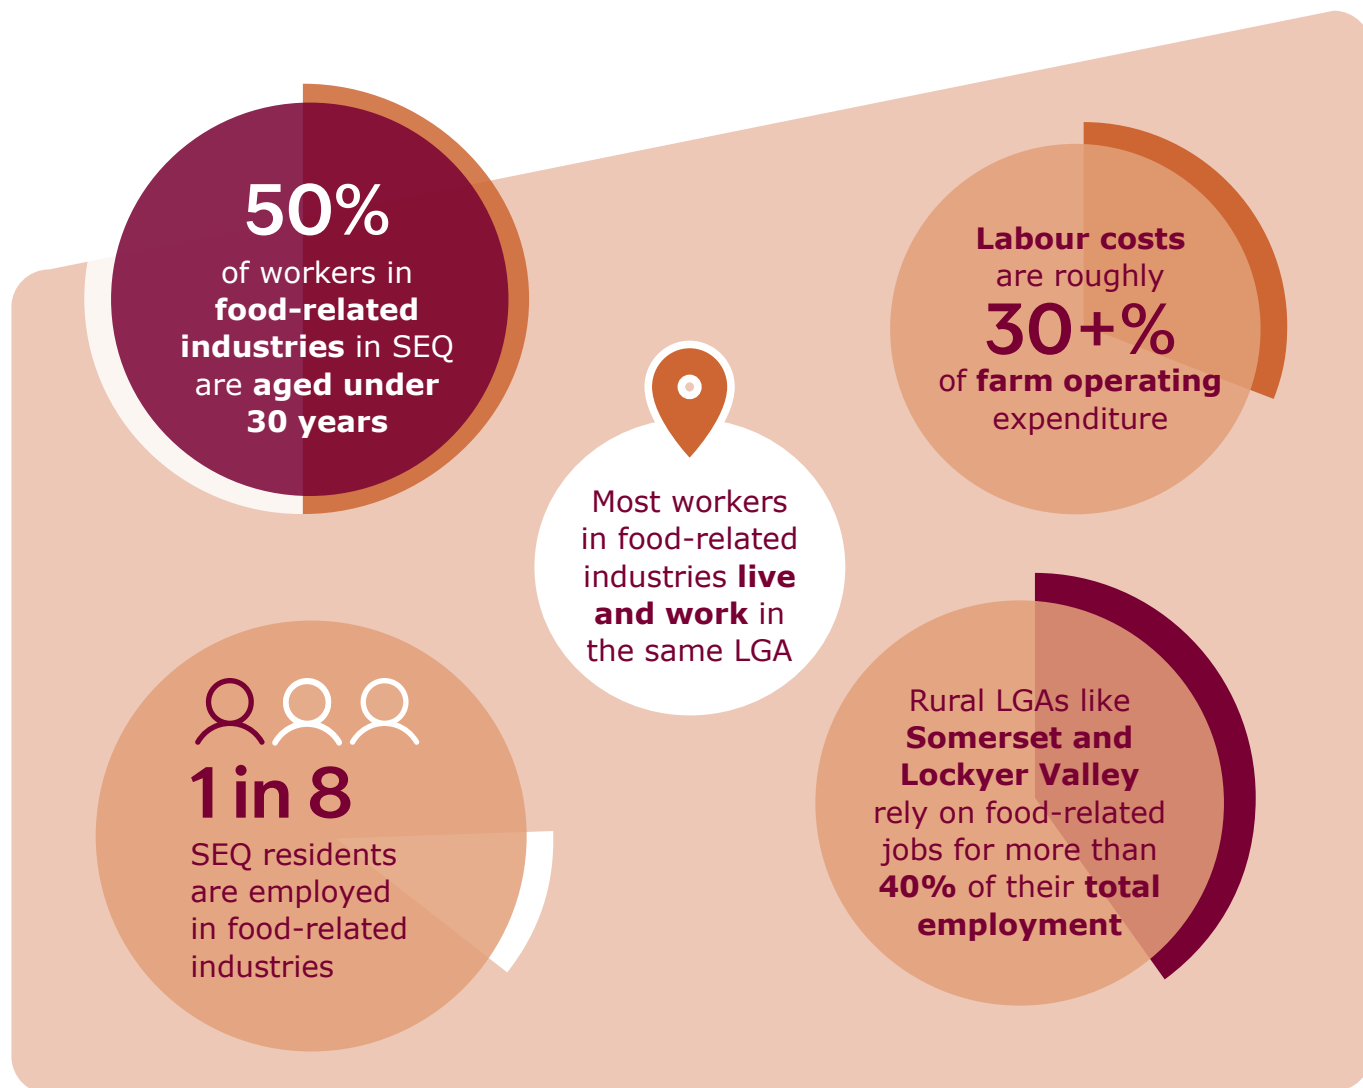 50%
of workers in
food-related
industries in SEQ
are aged under
30 years
Labour costs
are roughly
30+%
of farm operating
expenditure
Most workers
in food-related
industries live
and work in
the same LGA
1 in 8
SEQ residents
are employed
in food-related
industries
Rural LGAs like
Somerset and
Lockyer Valley
rely on food-related
jobs for more than
40% of their total
employment